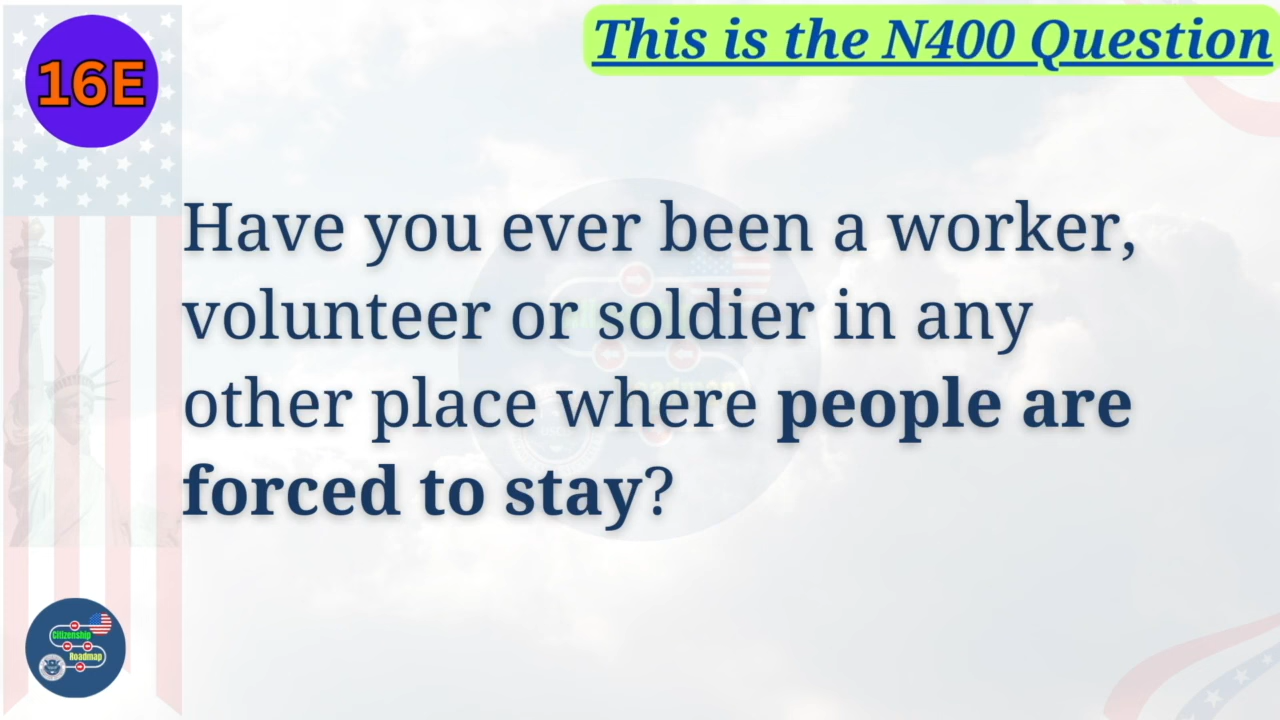 16E
This is the N400 Question
Have you ever been a worker,
volunteer or soldier in any
other place where people are
forced to stay?
Citizenship
Roadmap